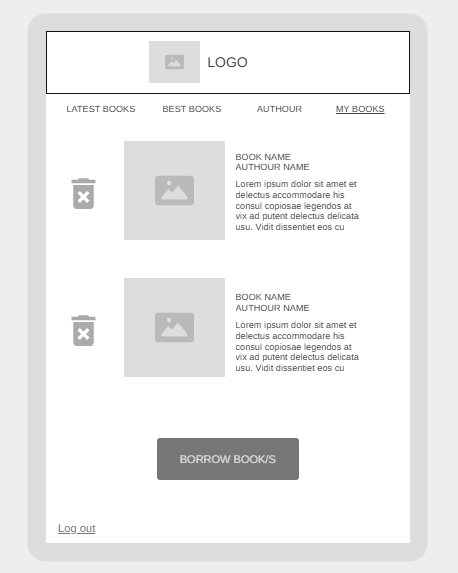 LOGO
LATEST BOOKS BEST BOOKS AUTHOUR MY BOOKS
BOOK NAME
AUTHOUR NAME
Lorem ipsum dolor sit amet et
delectus accommodare his
consul copiosae legendos at
vix ad putent delectus delicata
usu. Vidit dissentiet eos cu
BOOK NAME
AUTHOUR NAME
Lorem ipsum dolor sit amet et
delectus accommodare his
consul copiosae legendos at
vix ad putent delectus delicata
usu. Vidit dissentiet eos cu
BORROW BOOK/S
Log out